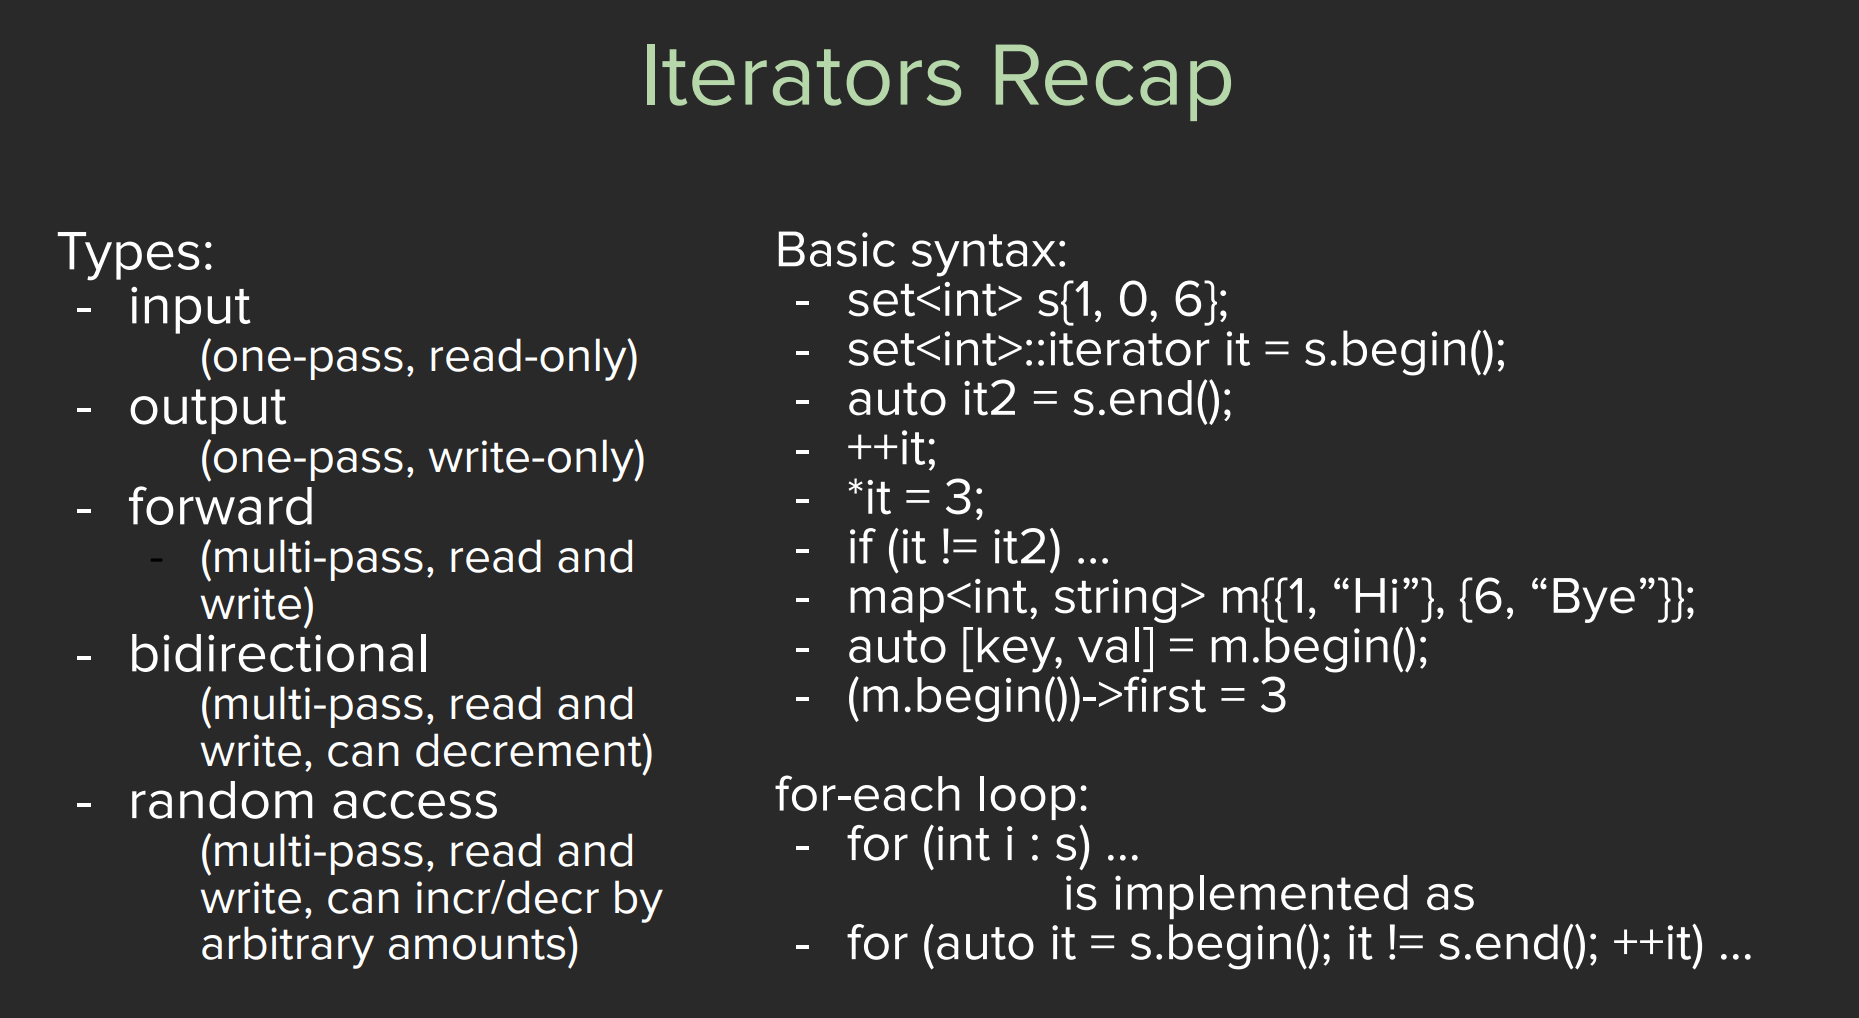 Iterators Recap
Types:
- input
(one-pass, read-only)
- output
(one-pass, write-only)
- forward
- (multi-pass, read and
write)
- bidirectional
(multi-pass, read and
write, can decrement)
- random access
(multi-pass, read and
write, can incr/decr by
arbitrary amounts)
Basic syntax:
- set<int> s{1, 0, 6};
- set<int>::iterator it = s.begin();
- auto it2 = s.end();
- ++it;
- *it = 3;
- if (it != it2) ...
- map<int, string> m{{1, “Hi”}, {6, “Bye”}};
- auto [key, val] = m.begin();
- (m.begin())->first = 3
for-each loop:
- for (int i : s) ...
is implemented as
- for (auto it = s.begin(); it != s.end(); ++it) ...